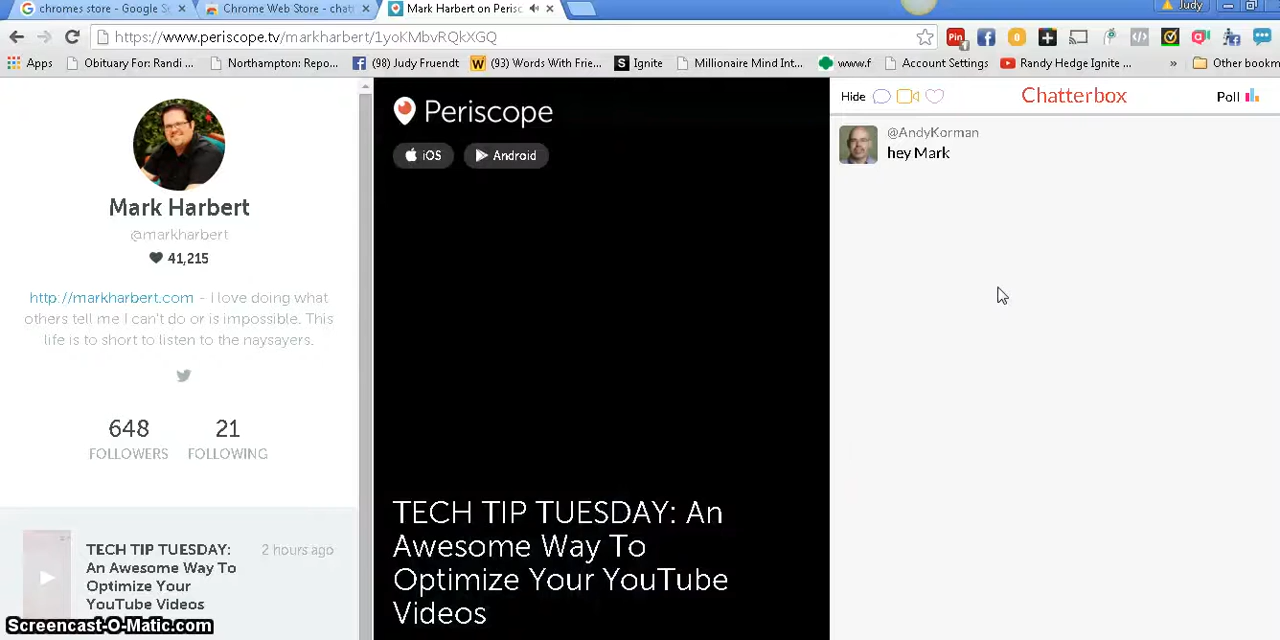 chromes store - Google Se
Chrome Web Store - chat
Mark Harbert on Perisc
Judy
https://www.periscope.tv/markharbert/1yoKMbvRQkXGQ
Apps
Obituary For: Randi ...
Northampton: Repo...
(98) Judy Fruendt
(93) Words With Frie...
Ignite
Millionaire Mind Int...
www.f
Account Settings
Randy Hedge Ignite ...
»
Other bookm
Mark Harbert
@markharbert
41,215
http://markharbert.com - I love doing what
others tell me I can't do or is impossible. This
life is to short to listen to the naysayers.
648
FOLLOWERS
21
FOLLOWING
TECH TIP TUESDAY:
An Awesome Way To
Optimize Your
YouTube Videos
2 hours ago
Periscope
iOS
Android
TECH TIP TUESDAY: An
Awesome Way To
Optimize Your YouTube
Videos
Hide
Chatterbox
Poll
@AndyKorman
hey Mark
Screencast-O-Matic.com